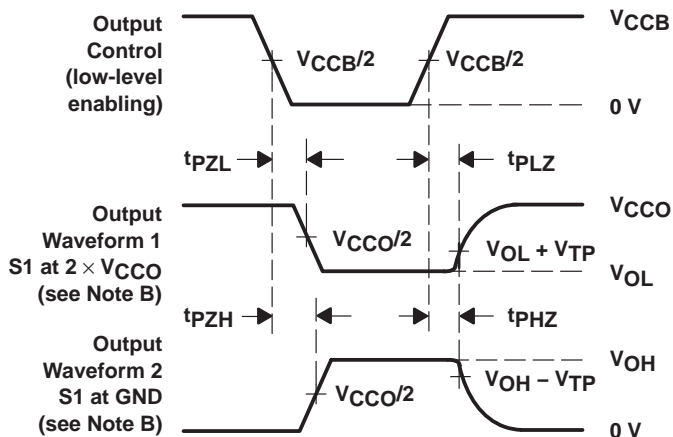 Output
Control
(low-level
enabling)
VCCB/2
VCCB/2
VCCB
0 V
tPZL
tPLZ
Output
Waveform 1
S1 at 2 × VCCO
(see Note B)
VCCO/2
VCCO
VOL + VTP
VOL
tPZH
tPHZ
Output
Waveform 2
S1 at GND
(see Note B)
VCCO/2
VOH
VOH − VTP
0 V